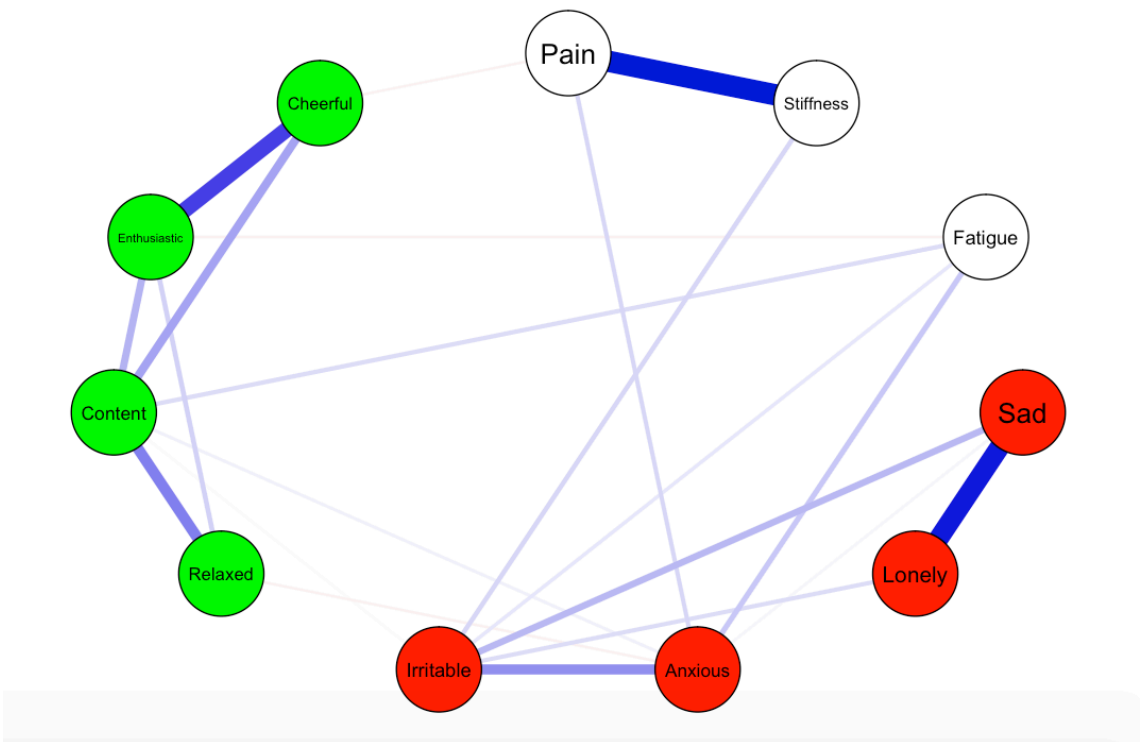 Pain
Cheerful
Stiffness
Enthusiastic
Fatigue
Content
Sad
Relaxed
Lonely
Irritable
Anxious